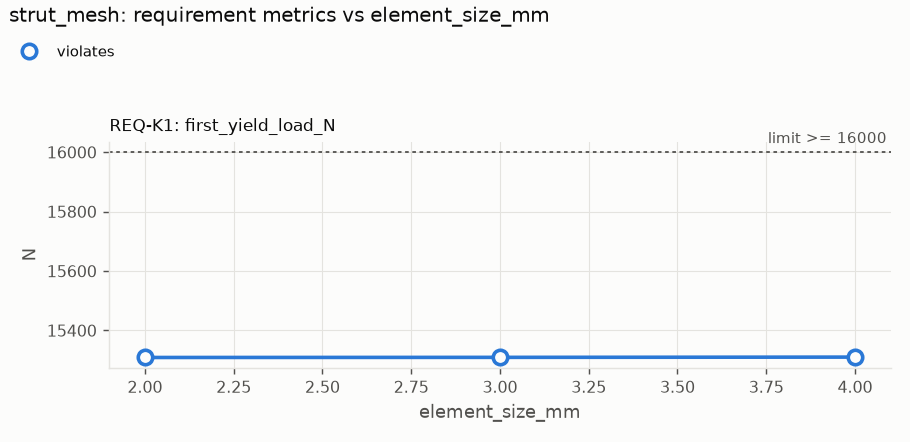 strut_mesh: requirement metrics vs element_size_mm
violates
REQ-K1: first_yield_load_N
limit >= 16000
16000
15800
15600
15400
N
2.00 2.25 2.50 2.75 3.00 3.25 3.50 3.75 4.00
element_size_mm